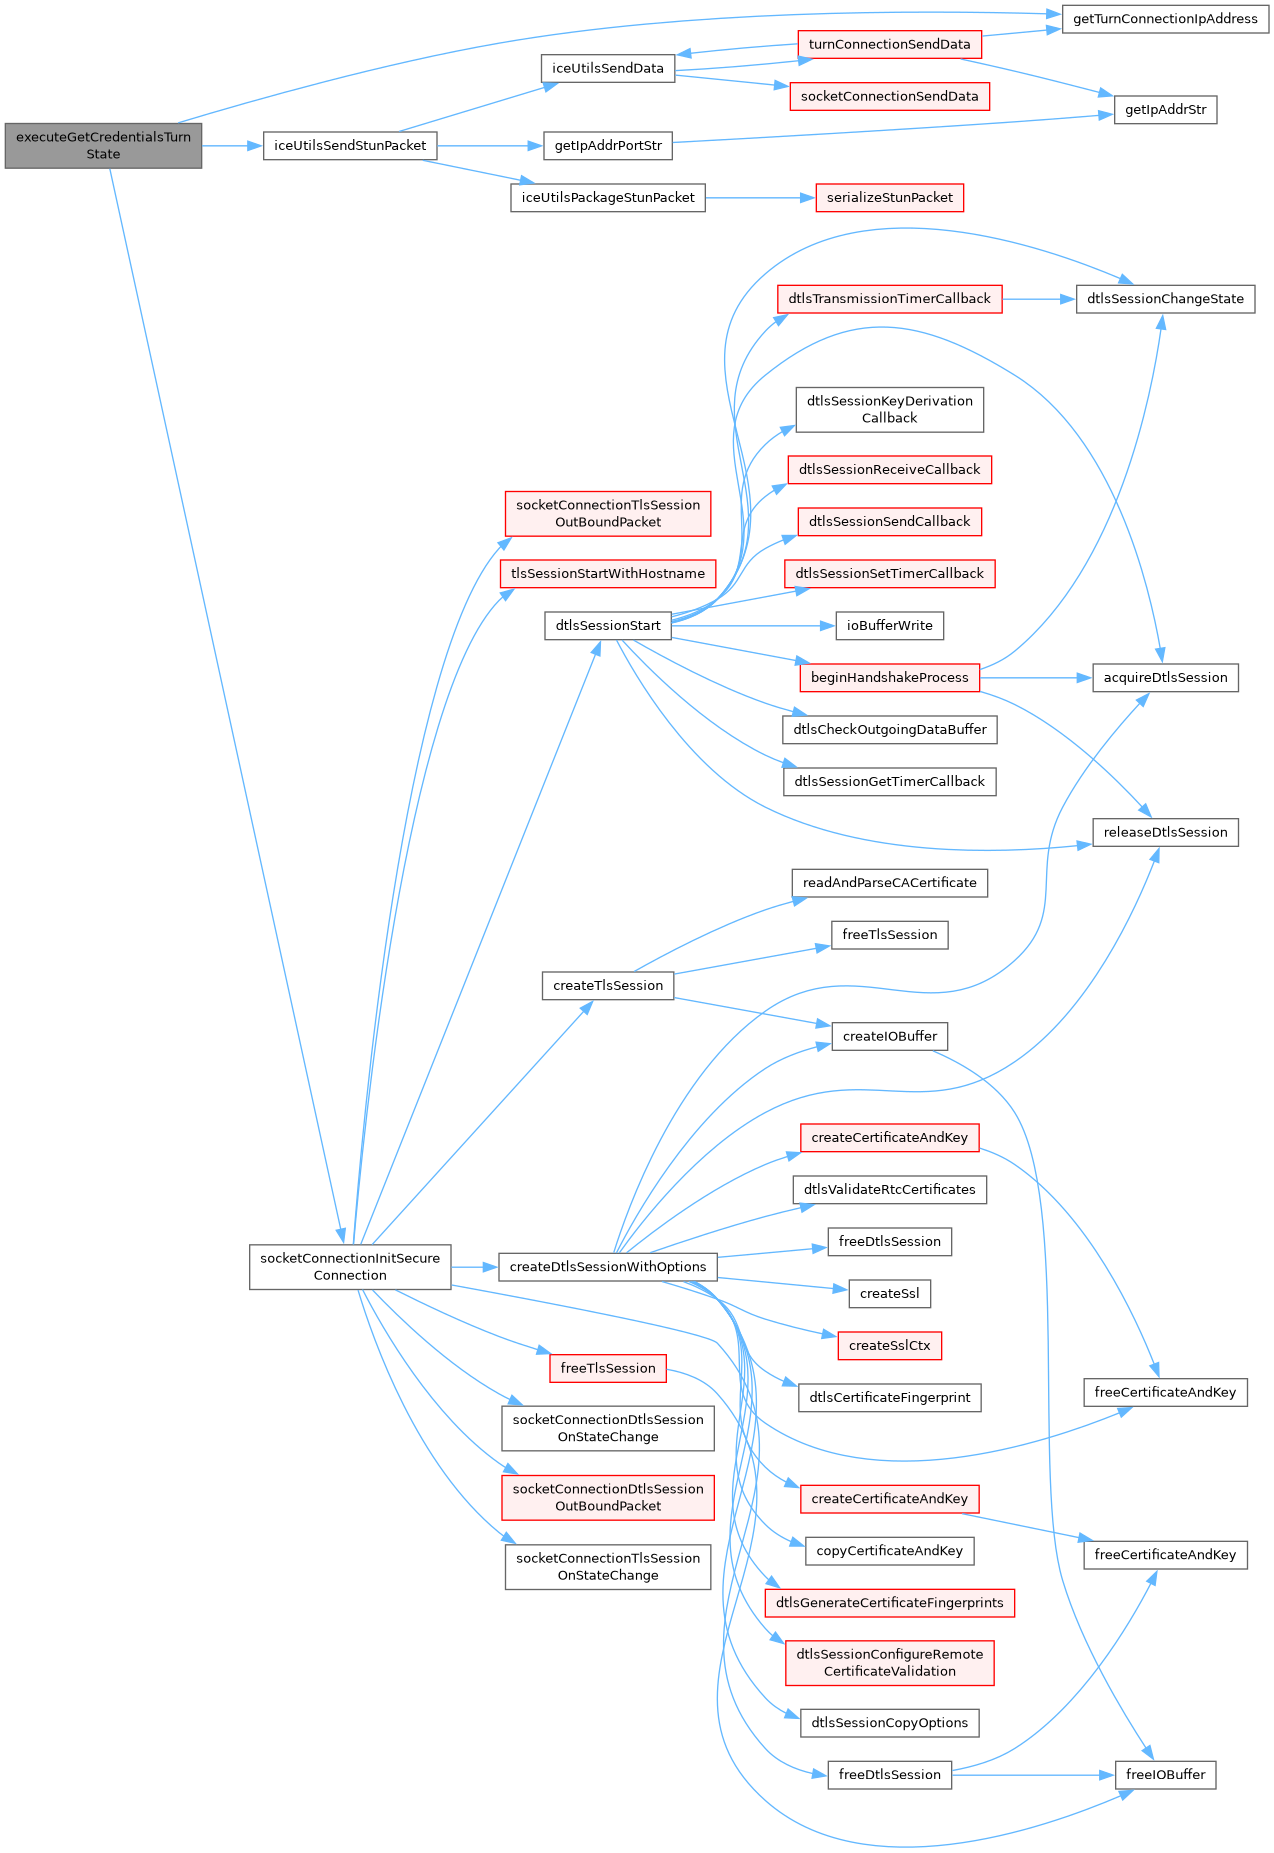 getTurnConnectionIpAddress
turnConnectionSendData
iceUtilsSendData
socketConnectionSendData
getIpAddrStr
executeGetCredentialsTurn
State
iceUtilsSendStunPacket
getIpAddrPortStr
iceUtilsPackageStunPacket
serializeStunPacket
dtlsTransmissionTimerCallback
dtlsSessionChangeState
dtlsSessionKeyDerivation
Callback
dtlsSessionReceiveCallback
socketConnectionTlsSession
OutBoundPacket
dtlsSessionSendCallback
tlsSessionStartWithHostname
dtlsSessionSetTimerCallback
dtlsSessionStart
ioBufferWrite
beginHandshakeProcess
acquireDtlsSession
dtlsCheckOutgoingDataBuffer
dtlsSessionGetTimerCallback
releaseDtlsSession
readAndParseCACertificate
freeTlsSession
createTlsSession
createIOBuffer
createCertificateAndKey
dtlsValidateRtcCertificates
freeDtlsSession
socketConnectionInitSecure
Connection
createDtlsSessionWithOptions
createSsl
createSslCtx
freeTlsSession
dtlsCertificateFingerprint
freeCertificateAndKey
socketConnectionDtlsSession
OnStateChange
socketConnectionDtlsSession
OutBoundPacket
createCertificateAndKey
copyCertificateAndKey
freeCertificateAndKey
socketConnectionTlsSession
OnStateChange
dtlsGenerateCertificateFingerprints
dtlsSessionConfigureRemote
CertificateValidation
dtlsSessionCopyOptions
freeDtlsSession
freeIOBuffer